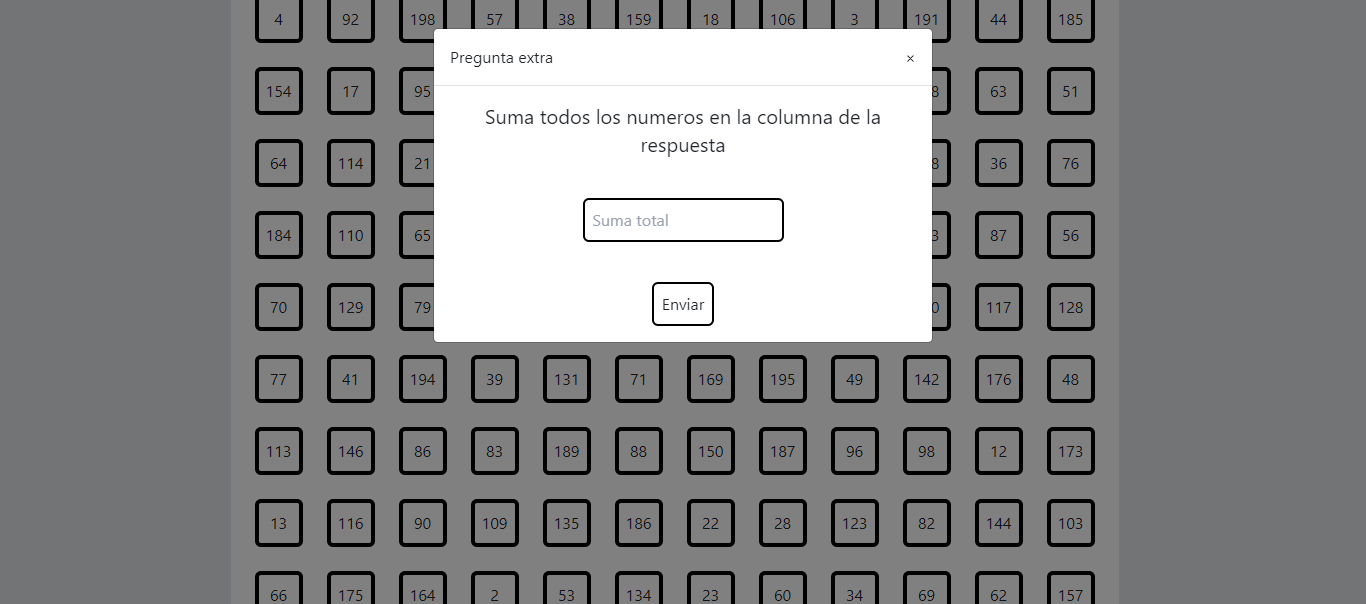 4 92 198 57 38 159 18 106 3 191 44 185
Pregunta extra ×
154 17 95 63 51
Suma todos los numeros en la columna de la
respuesta
64 114 21 36 76
184 110 65 87 56
Suma total
70 129 79 117 128
Enviar
77 41 194 39 131 71 169 195 49 142 176 48
113 146 86 83 189 88 150 187 96 98 12 173
13 116 90 109 135 186 22 28 123 82 144 103
66 175 164 2 53 134 23 60 34 69 62 157